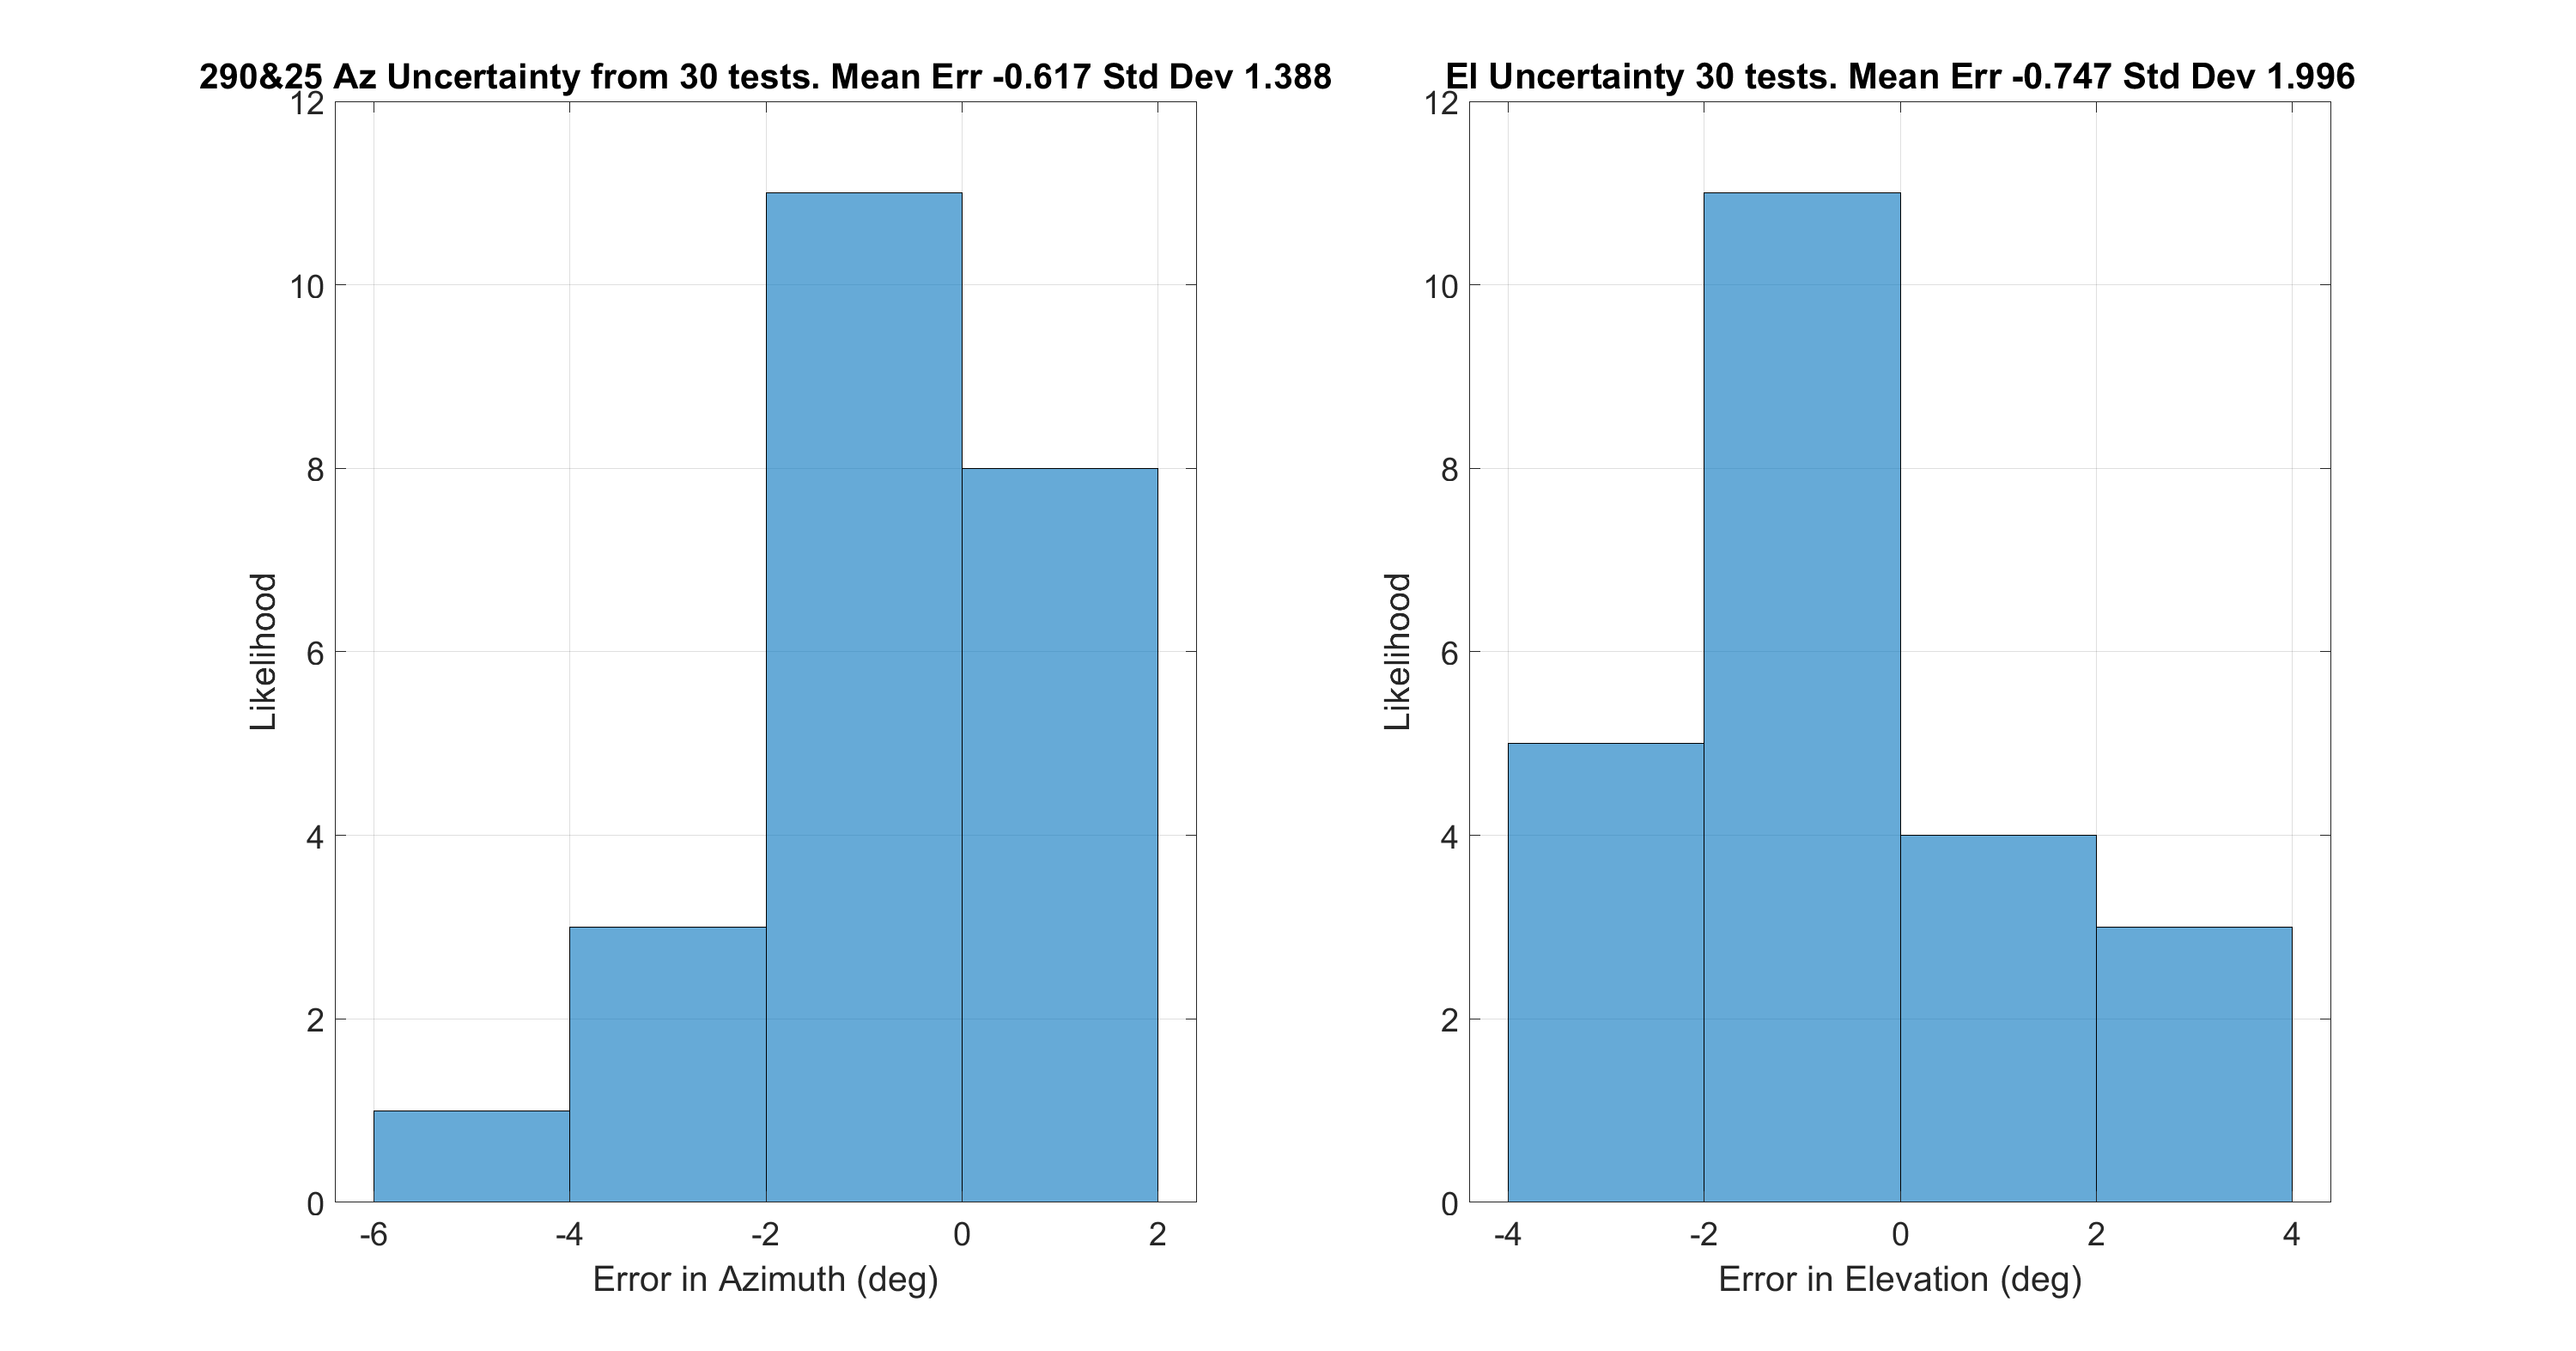 290&25 Az Uncertainty from 30 tests. Mean Err -0.617 Std Dev 1.388
12
10
8
6
4
2
0
Likelihood
-6 -4 -2 0 2
Error in Azimuth (deg)
El Uncertainty 30 tests. Mean Err -0.747 Std Dev 1.996
12
10
8
6
4
2
0
Likelihood
-4 -2 0 2 4
Error in Elevation (deg)